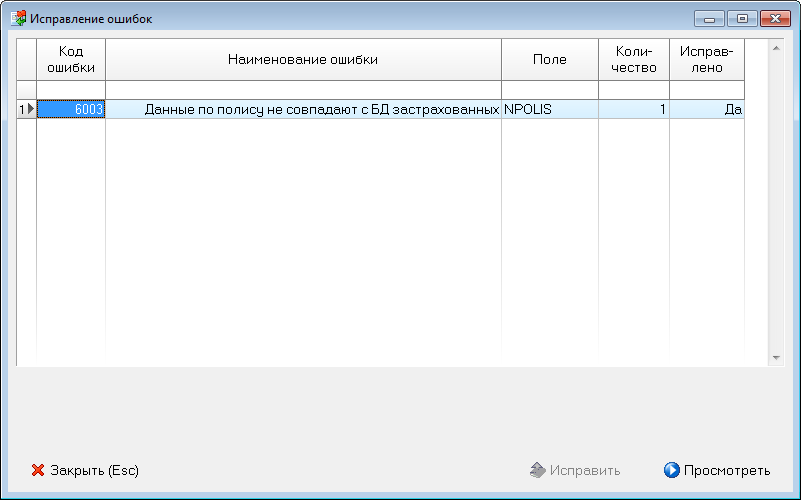 Исправление ошибок
Код ошибки
Наименование ошибки
Поле
Коли-
чество
Исправ-
лено
1 6003 Данные по полису не совпадают с БД застрахованных NPOLIS 1 Да
Закрыть (Esc)
Исправить
Просмотреть